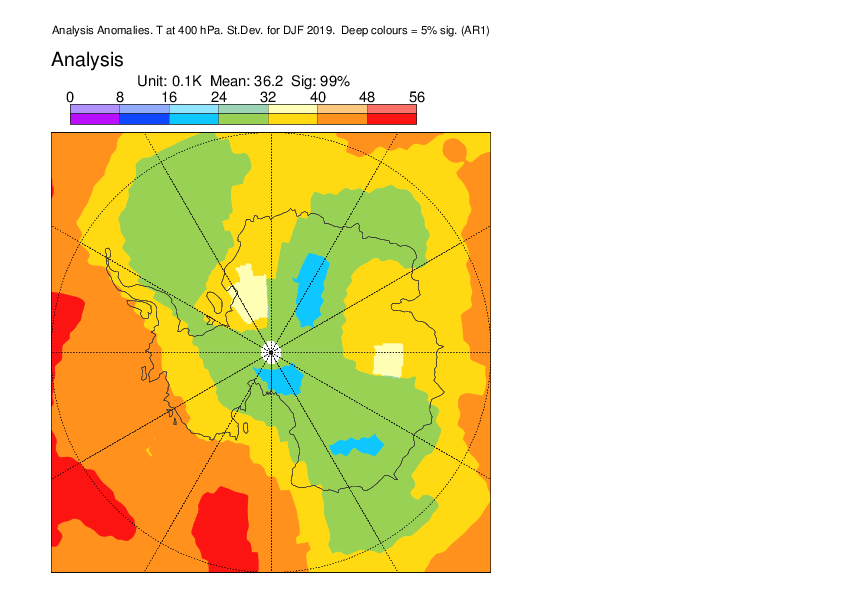 Analysis Anomalies. T at 400 hPa. St.Dev. for DJF 2019.  Deep colours = 5% sig. (AR1)
Analysis
Unit: 0.1K  Mean: 36.2  Sig: 99%
0 8 16 24 32 40 48 56